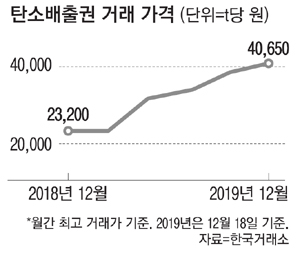 탄소배출권 거래 가격 (단위=t당 원)
40,650
40,000
23,200
20,000
2018년 12월 2019년 12월
*월간 최고 거래가 기준. 2019년은 12월 18일 기준.
자료=한국거래소